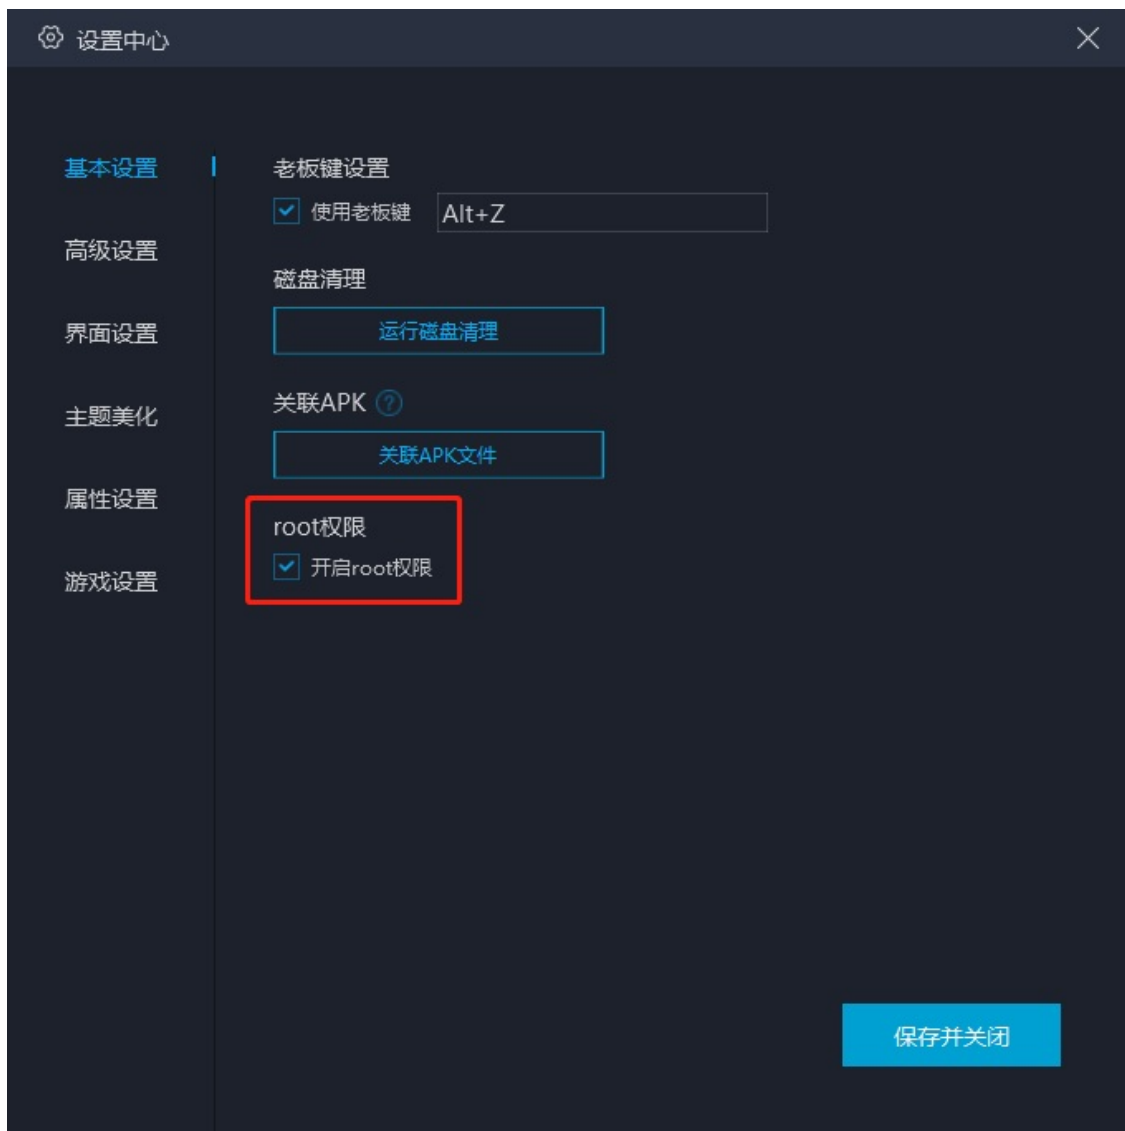 设置中心
基本设置
高级设置
界面设置
主题美化
属性设置
游戏设置
老板键设置
使用老板键 Alt+Z
磁盘清理
运行磁盘清理
关联APK ?
关联APK文件
root权限
开启root权限
保存并关闭